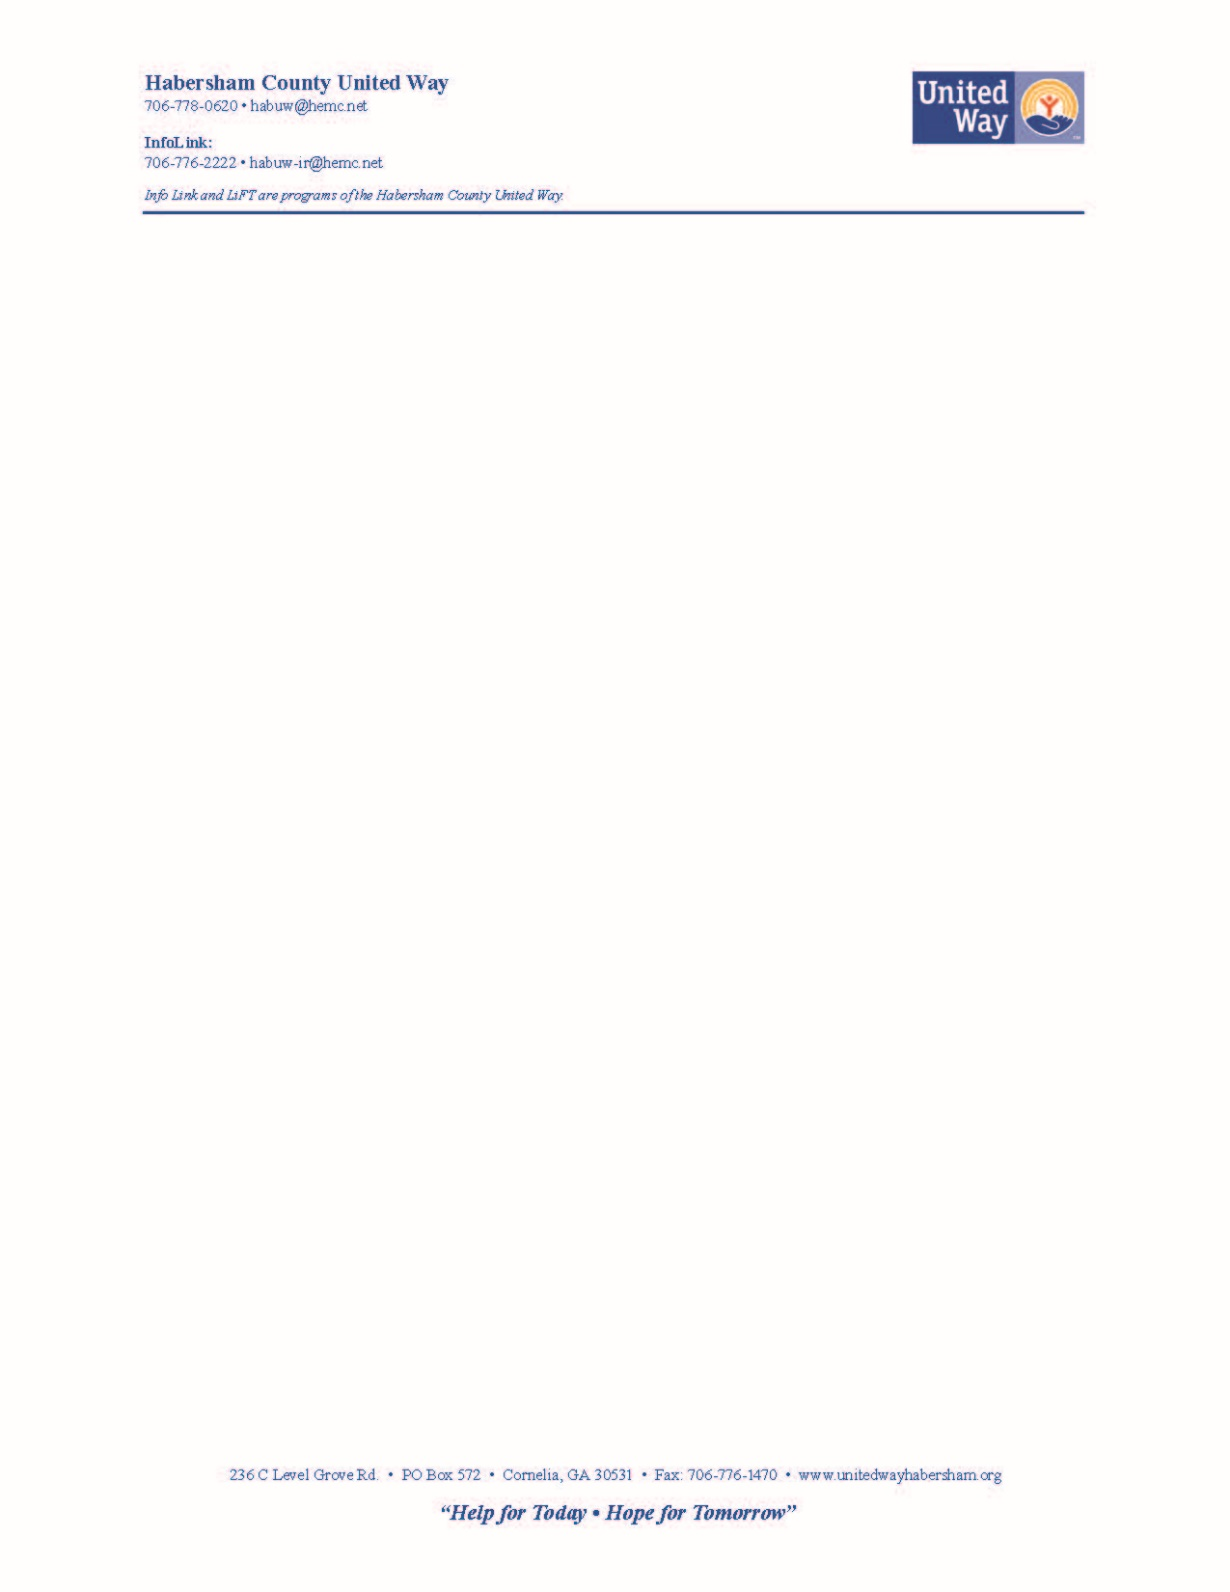 Habersham County United Way
706-778-0620 • habuw@hemc.net
InfoLink:
706-776-2222 • habuw-ir@hemc.net
Info Link and LiFT are programs of the Habersham County United Way.
United
Way
236 C Level Grove Rd. • PO Box 572 • Cornelia, GA 30531 • Fax: 706-776-1470 • www.unitedwayhabersham.org
“Help for Today • Hope for Tomorrow”